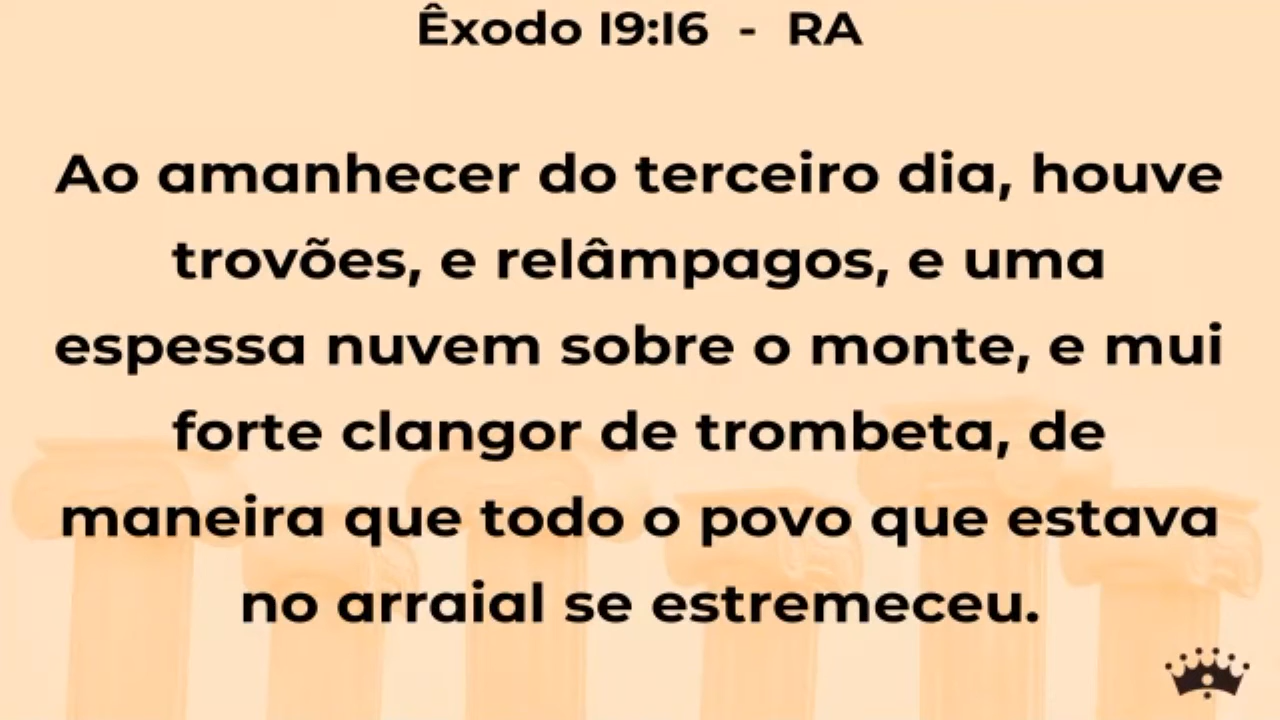 Êxodo 19:16 - RA
Ao amanhecer do terceiro dia, houve
trovões, e relâmpagos, e uma
espessa nuvem sobre o monte, e mui
forte clangor de trombeta, de
maneira que todo o povo que estava
no arraial se estremeceu.